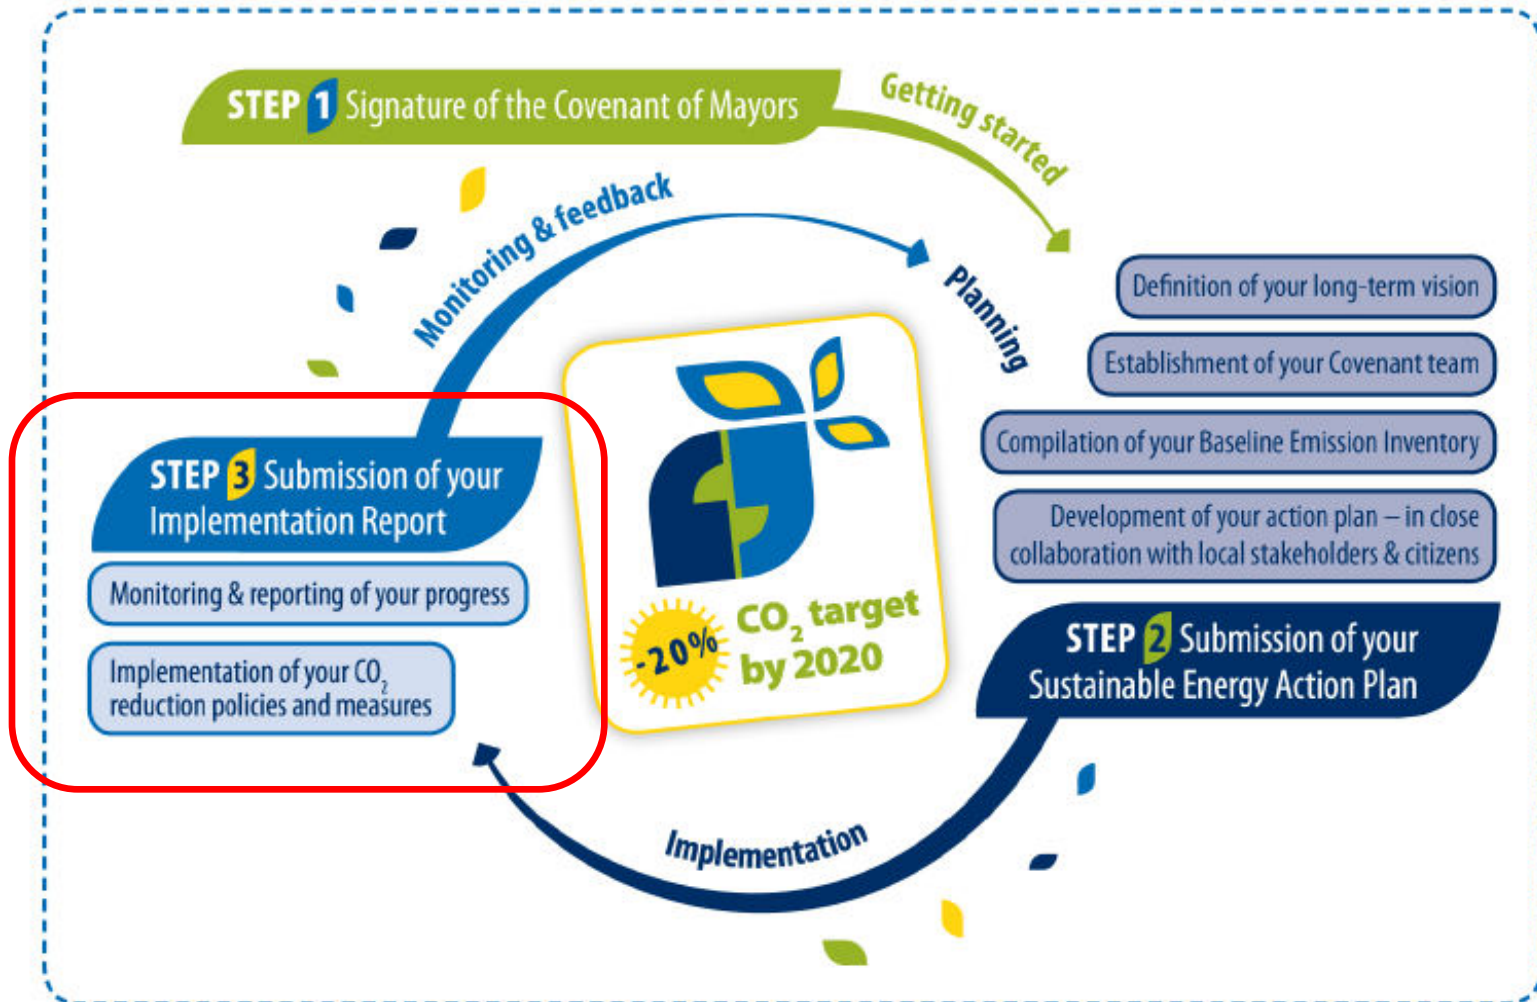 STEP 1 Signature of the Covenant of Mayors
Getting started
Monitoring & feedback
Planning
Definition of your long-term vision
Establishment of your Covenant team
Compilation of your Baseline Emission Inventory
Development of your action plan – in close
collaboration with local stakeholders & citizens
STEP 2 Submission of your
Sustainable Energy Action Plan
Implementation
STEP 3 Submission of your
Implementation Report
Monitoring & reporting of your progress
Implementation of your CO₂
reduction policies and measures
-20%
CO₂ target
by 2020